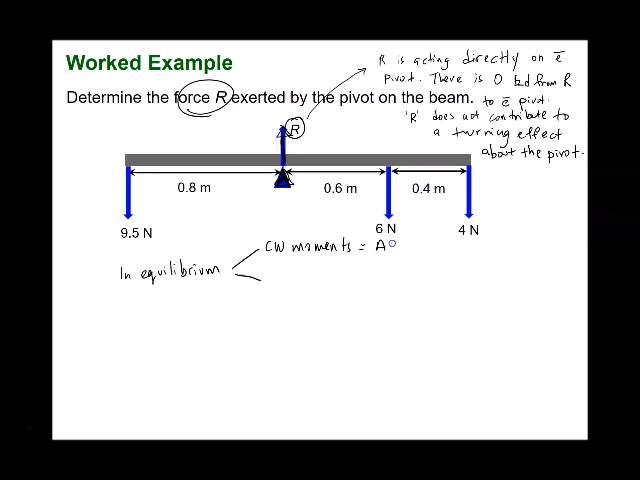 Worked Example
Determine the force R exerted by the pivot on the beam.
R is acting directly on ē
pivot. There is 0 ⊥d from R
to ē pivot.
'R' does not contribute to
a turning effect
about the pivot.
R
0.8 m
0.6 m
0.4 m
9.5 N
6 N
4 N
In equilibrium
CW moments = A